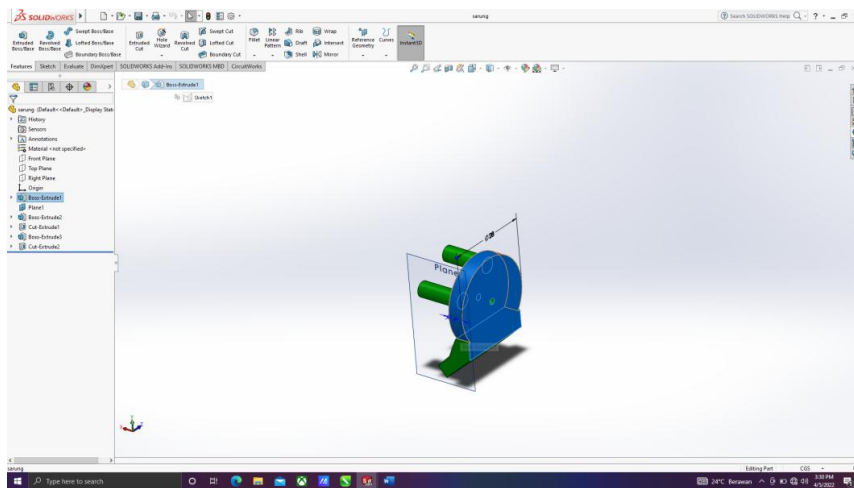 SOLIDWORKS
sarung
Search SOLIDWORKS Help
Extruded Boss/Base
Revolved Boss/Base
Swept Boss/Base
Lofted Boss/Base
Boundary Boss/Base
Extruded Cut
Hole Wizard
Revolved Cut
Swept Cut
Lofted Cut
Boundary Cut
Fillet
Linear Pattern
Rib
Draft
Shell
Wrap
Intersect
Mirror
Reference Geometry
Curves
Instant3D
Features Sketch Evaluate DimXpert SOLIDWORKS Add-Ins SOLIDWORKS MBD CircuitWorks
Boss-Extrude1
Sketch1
sarung (Default<<Default>_Display Stat
History
Sensors
Annotations
Material <not specified>
Front Plane
Top Plane
Right Plane
Origin
Boss-Extrude1
Plane1
Boss-Extrude2
Cut-Extrude1
Boss-Extrude3
Cut-Extrude2
Plane
sarung
Editing Part CGS
Type here to search
24°C Berawan
3:30 PM
4/5/2022